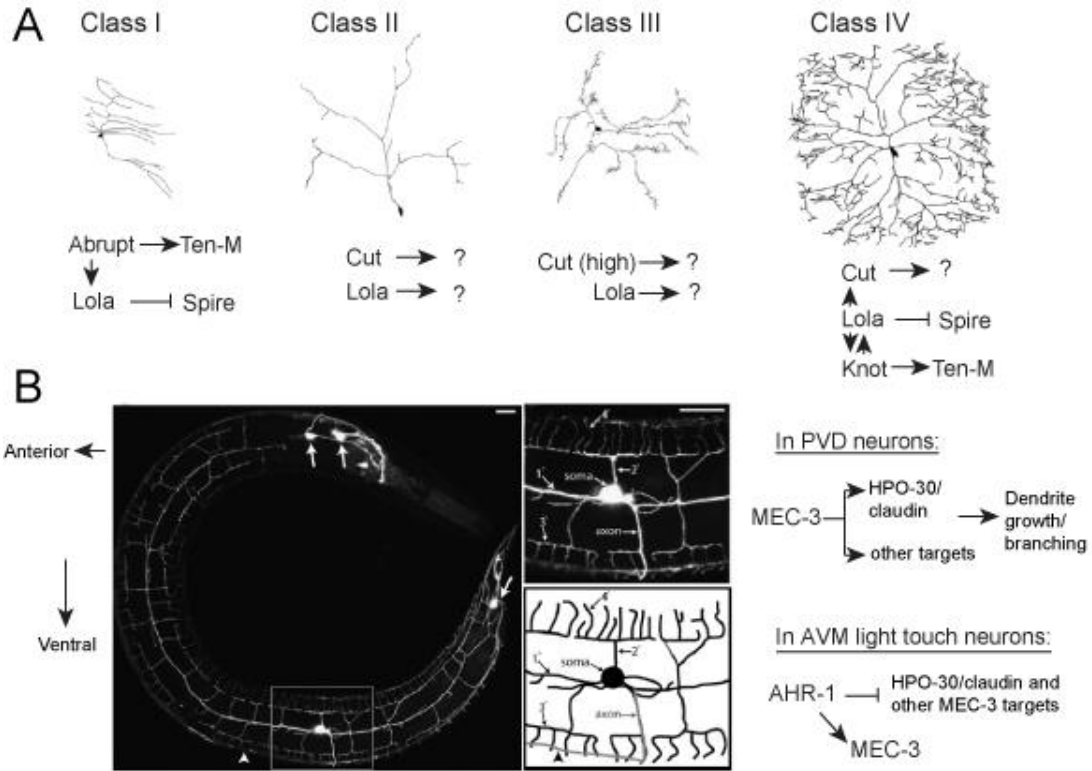 A
Class I
Class II
Class III
Class IV
Abrupt → Ten-M
Lola ⊣ Spire
Cut → ?
Lola → ?
Cut (high) → ?
Lola → ?
Cut → ?
Lola ⊣ Spire
Knot → Ten-M
B
Anterior
Ventral
4°
1°
soma
2°
3°
axon
4°
1°
soma
2°
3°
axon
In PVD neurons:
MEC-3
HPO-30/
claudin
other targets
Dendrite
growth/
branching
In AVM light touch neurons:
AHR-1 ⊣ HPO-30/claudin and
other MEC-3 targets
MEC-3